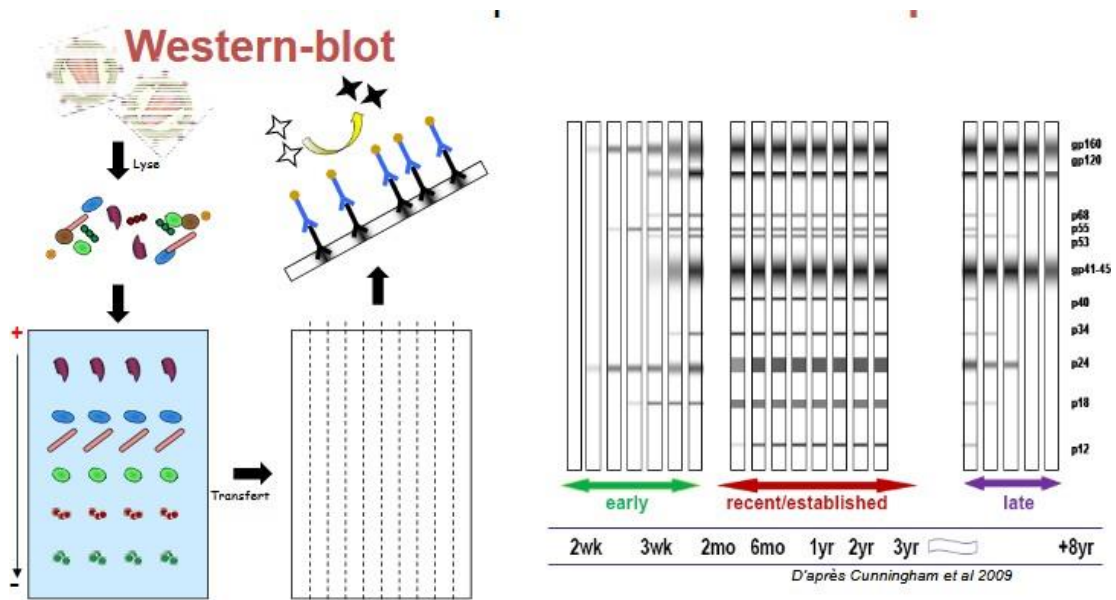 Western-blot
Lyse
+
-
Transfert
gp160
gp120
p68
p55
p53
gp41-45
p40
p34
p24
p18
p12
early
recent/established
late
2wk 3wk 2mo 6mo 1yr 2yr 3yr +8yr
D'après Cunningham et al 2009